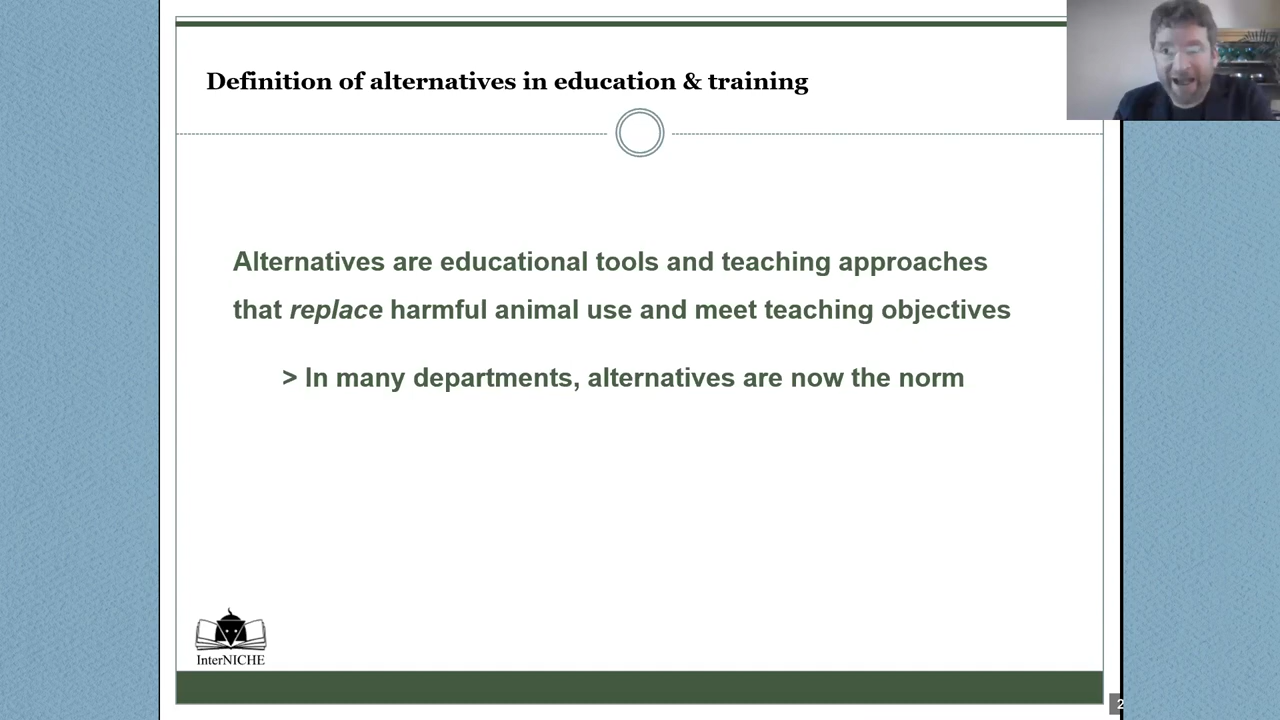 Definition of alternatives in education & training
Alternatives are educational tools and teaching approaches
that replace harmful animal use and meet teaching objectives
> In many departments, alternatives are now the norm
InterNICHE
2